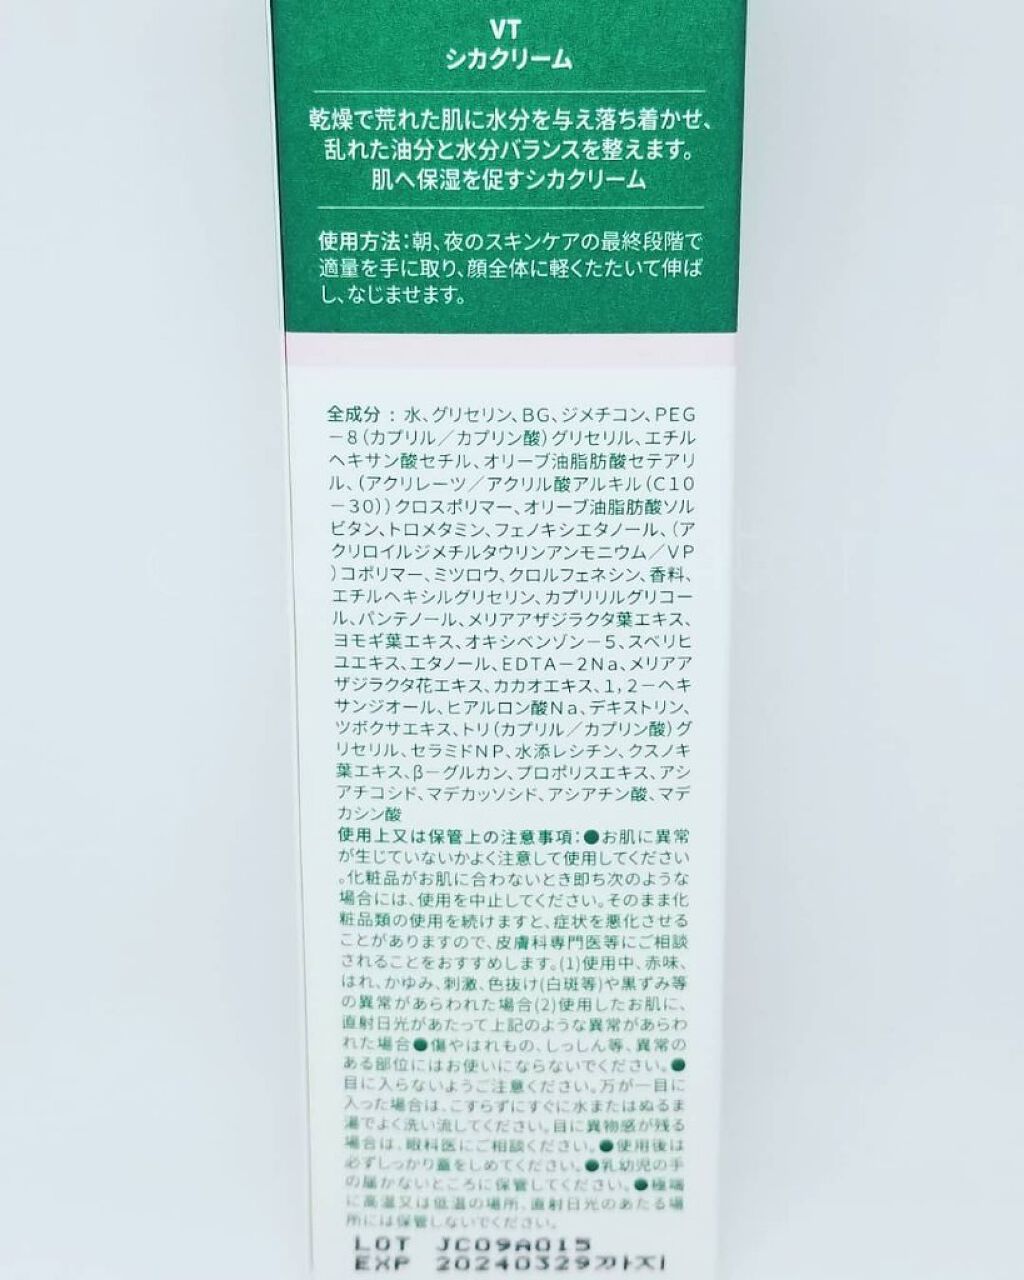 VT
シカクリーム
乾燥で荒れた肌に水分を与え落ち着かせ、
乱れた油分と水分バランスを整えます。
肌へ保湿を促すシカクリーム
使用方法：朝、夜のスキンケアの最終段階で
適量を手に取り、顔全体に軽くたたいて伸ば
し、なじませます。
全成分 : 水、グリセリン、BG、ジメチコン、PEG
－8（カプリル／カプリン酸）グリセリル、エチル
ヘキサン酸セチル、オリーブ油脂肪酸セテアリ
ル、（アクリレーツ／アクリル酸アルキル（C10
－30））クロスポリマー、オリーブ油脂肪酸ソル
ビタン、トロメタミン、フェノキシエタノール、（ア
クリロイルジメチルタウリンアンモニウム／VP
）コポリマー、ミツロウ、クロルフェネシン、香料、
エチルヘキシルグリセリン、カプリリルグリコー
ル、パンテノール、メリアアザジラクタ葉エキス、
ヨモギ葉エキス、オキシベンゾン－5、スベリヒ
ユエキス、エタノール、EDTA－2Na、メリアア
ザジラクタ花エキス、カカオエキス、1，2－ヘキ
サンジオール、ヒアルロン酸Na、デキストリン、
ツボクサエキス、トリ（カプリル／カプリン酸）グ
リセリル、セラミドNP、水添レシチン、クスノキ
葉エキス、β－グルカン、プロポリスエキス、アシ
アチコシド、マデカッソシド、アシアチン酸、マデ
カシン酸
使用上又は保管上の注意事項：●お肌に異常
が生じていないかよく注意して使用してください
。化粧品がお肌に合わないとき即ち次のような
場合には、使用を中止してください。そのまま化
粧品類の使用を続けますと、症状を悪化させる
ことがありますので、皮膚科専門医等にご相談
されることをおすすめします。(1)使用中、赤味、
はれ、かゆみ、刺激、色抜け(白斑等)や黒ずみ等
の異常があらわれた場合(2)使用したお肌に、
直射日光があたって上記のような異常があらわ
れた場合●傷やはれもの、しっしん等、異常の
ある部位にはお使いにならないでください。●
目に入らないようご注意ください。万が一目に
入った場合は、こすらずにすぐに水またはぬるま
湯でよく洗い流してください。目に異物感が残る
場合は、眼科医にご相談ください。●使用後は
必ずしっかり蓋をしめてください。●乳幼児の手
の届かないところに保管してください。●極端
に高温又は低温の場所、直射日光のあたる場
所には保管しないでください。
LOT JC09A015
EXP 20240329까지